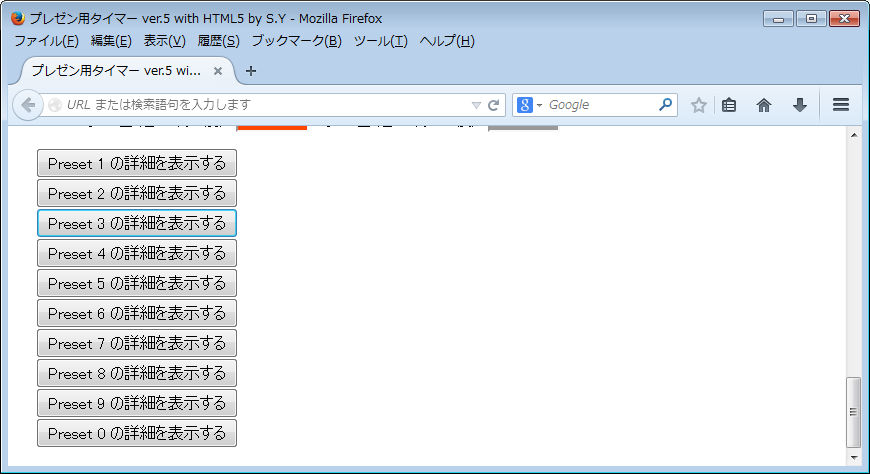 プレゼン用タイマー ver.5 with HTML5 by S.Y - Mozilla Firefox
ファイル(F) 編集(E) 表示(V) 履歴(S) ブックマーク(B) ツール(T) ヘルプ(H)
プレゼン用タイマー ver.5 wi...
URL または検索語句を入力します
Google
Preset 1 の詳細を表示する
Preset 2 の詳細を表示する
Preset 3 の詳細を表示する
Preset 4 の詳細を表示する
Preset 5 の詳細を表示する
Preset 6 の詳細を表示する
Preset 7 の詳細を表示する
Preset 8 の詳細を表示する
Preset 9 の詳細を表示する
Preset 0 の詳細を表示する